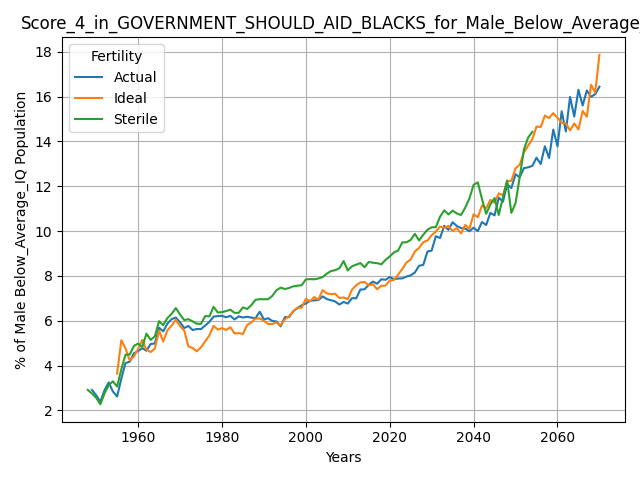 Score_4_in_GOVERNMENT_SHOULD_AID_BLACKS_for_Male_Below_Average_
Fertility
Actual
Ideal
Sterile
% of Male Below_Average_IQ Population
18
16
14
12
10
8
6
4
2
1960 1980 2000 2020 2040 2060
Years